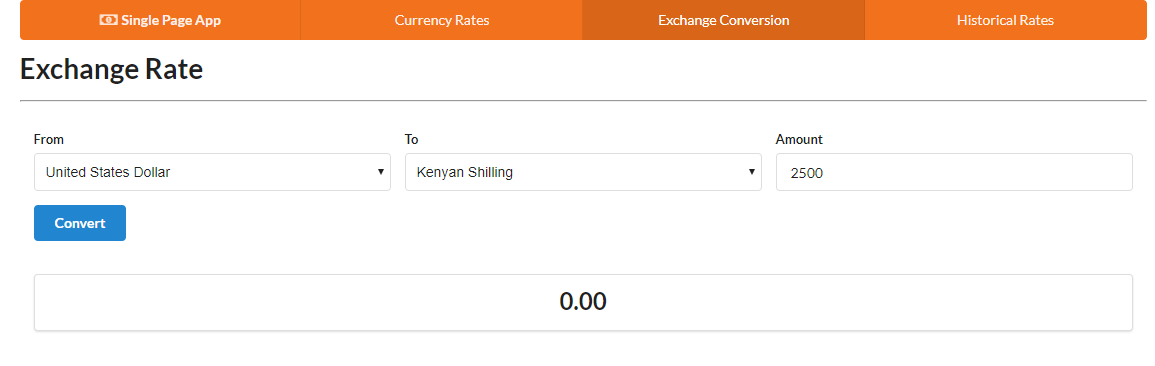 Single Page App Currency Rates Exchange Conversion Historical Rates
Exchange Rate
From To Amount
United States Dollar Kenyan Shilling 2500
Convert
0.00